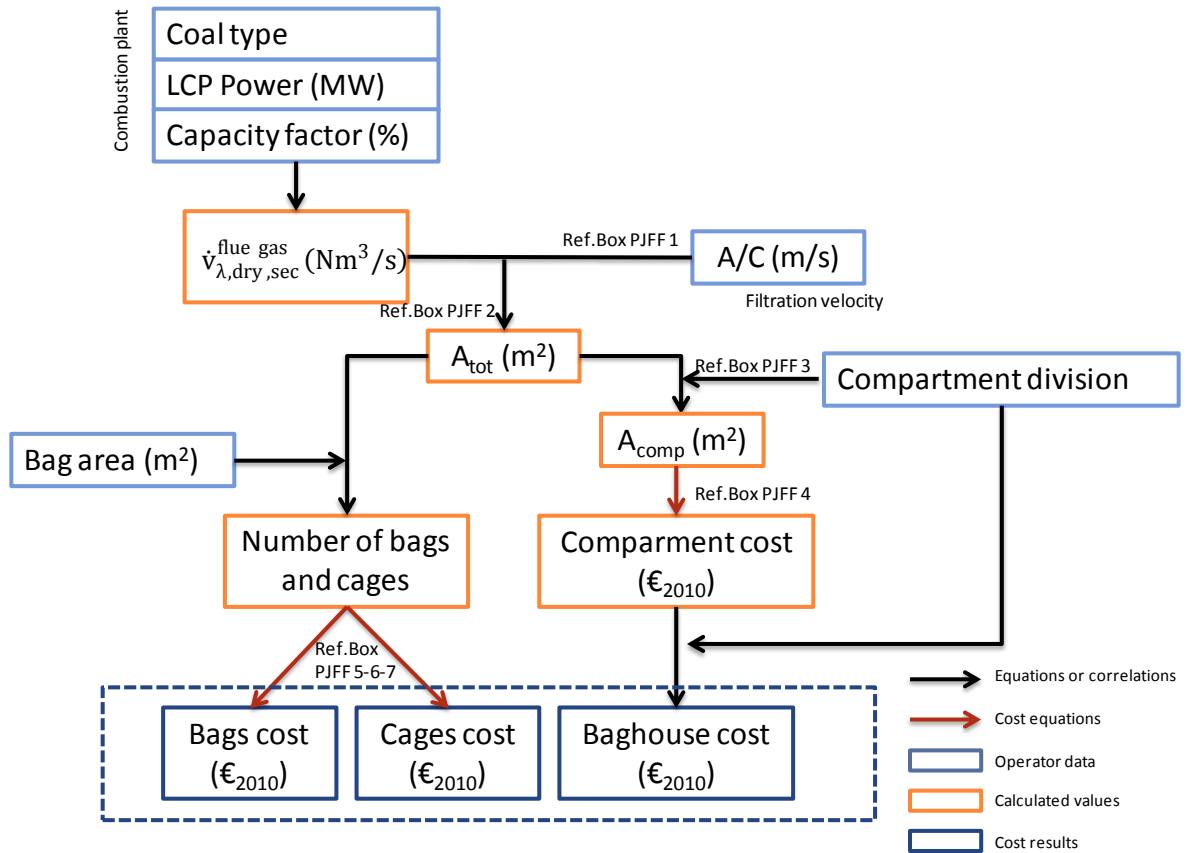 Combustion plant
Coal type
LCP Power (MW)
Capacity factor (%)
v̇ flue gas λ,dry,sec (Nm³/s)
Ref.Box PJFF 1
A/C (m/s)
Filtration velocity
Ref.Box PJFF 2
A_tot (m²)
Ref.Box PJFF 3
Compartment division
A_comp (m²)
Bag area (m²)
Ref.Box PJFF 4
Number of bags
and cages
Comparment cost
(€₂₀₁₀)
Ref.Box
PJFF 5-6-7
Bags cost
(€₂₀₁₀)
Cages cost
(€₂₀₁₀)
Baghouse cost
(€₂₀₁₀)
Equations or correlations
Cost equations
Operator data
Calculated values
Cost results